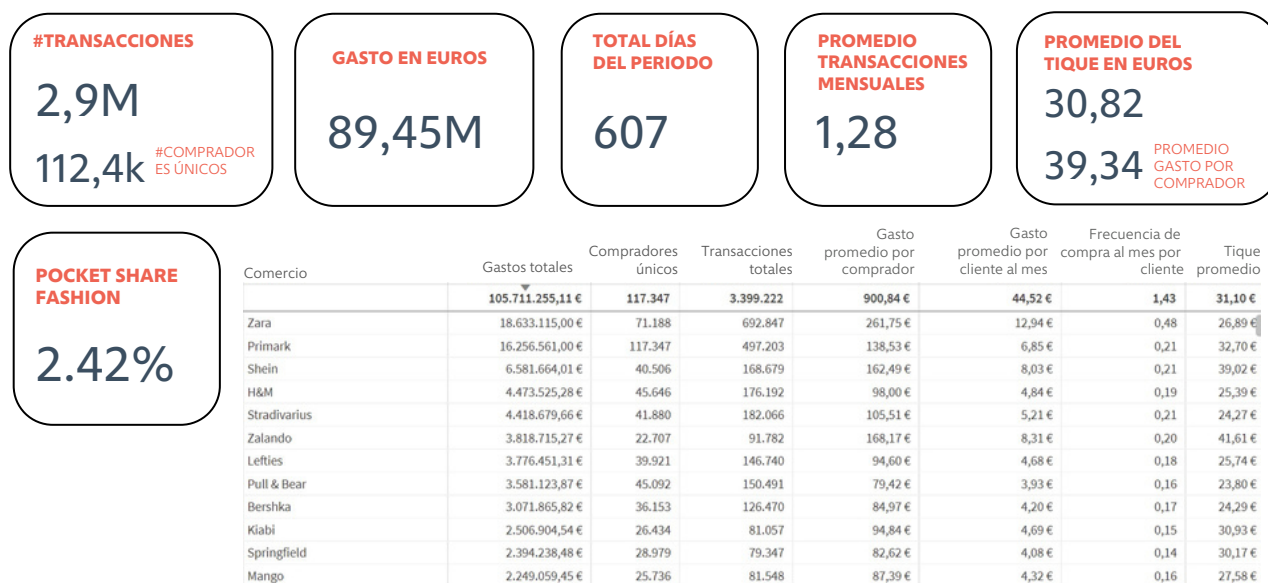 #TRANSACCIONES
2,9M
112,4k
#COMPRADOR
ES ÚNICOS
GASTO EN EUROS
89,45M
TOTAL DÍAS
DEL PERIODO
607
PROMEDIO
TRANSACCIONES
MENSUALES
1,28
PROMEDIO DEL
TIQUE EN EUROS
30,82
39,34
PROMEDIO
GASTO POR
COMPRADOR
POCKET SHARE
FASHION
2.42%
Comercio
Gastos totales
Compradores
únicos
Transacciones
totales
Gasto
promedio por
comprador
Gasto
promedio por
cliente al mes
Frecuencia de
compra al mes por
cliente
Tique
promedio
105.711.255,11 € 117.347 3.399.222 900,84 € 44,52 € 1,43 31,10 €
Zara 18.633.115,00 € 71.188 692.847 261,75 € 12,94 € 0,48 26,89 €
Primark 16.256.561,00 € 117.347 497.203 138,53 € 6,85 € 0,21 32,70 €
Shein 6.581.664,01 € 40.506 168.679 162,49 € 8,03 € 0,21 39,02 €
H&M 4.473.525,28 € 45.646 176.192 98,00 € 4,84 € 0,19 25,39 €
Stradivarius 4.418.679,66 € 41.880 182.066 105,51 € 5,21 € 0,21 24,27 €
Zalando 3.818.715,27 € 22.707 91.782 168,17 € 8,31 € 0,20 41,61 €
Lefties 3.776.451,31 € 39.921 146.740 94,60 € 4,68 € 0,18 25,74 €
Pull & Bear 3.581.123,87 € 45.092 150.491 79,42 € 3,93 € 0,16 23,80 €
Bershka 3.071.865,82 € 36.153 126.470 84,97 € 4,20 € 0,17 24,29 €
Kiabi 2.506.904,54 € 26.434 81.057 94,84 € 4,69 € 0,15 30,93 €
Springfield 2.394.238,48 € 28.979 79.347 82,62 € 4,08 € 0,14 30,17 €
Mango 2.249.059,45 € 25.736 81.548 87,39 € 4,32 € 0,16 27,58 €